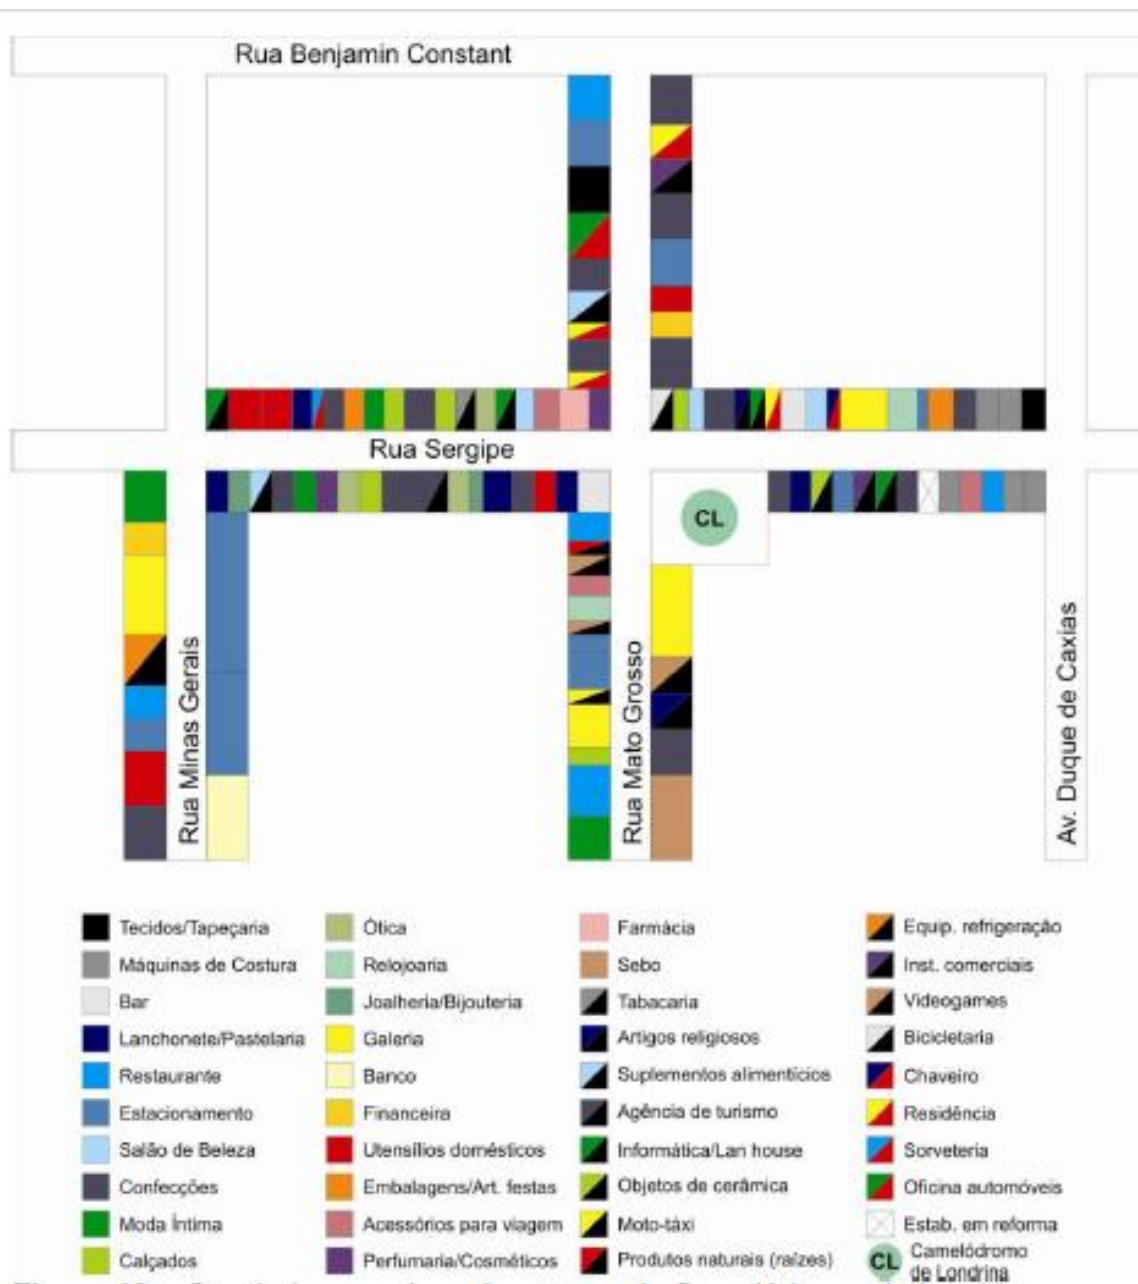 Rua Benjamin Constant
Rua Sergipe
CL
Rua Minas Gerais
Rua Mato Grosso
Av. Duque de Caxias
Tecidos/Tapeçaria
Máquinas de Costura
Bar
Lanchonete/Pastelaria
Restaurante
Estacionamento
Salão de Beleza
Confecções
Moda Íntima
Calçados
Ótica
Relojoaria
Joalheria/Bijouteria
Galeria
Banco
Financeira
Utensílios domésticos
Embalagens/Art. festas
Acessórios para viagem
Perfumaria/Cosméticos
Farmácia
Sebo
Tabacaria
Artigos religiosos
Suplementos alimentícios
Agência de turismo
Informática/Lan house
Objetos de cerâmica
Moto-táxi
Produtos naturais (raízes)
Equip. refrigeração
Inst. comerciais
Videogames
Bicicletaria
Chaveiro
Residência
Sorveteria
Oficina automóveis
Estab. em reforma
CL Camelódromo
de Londrina